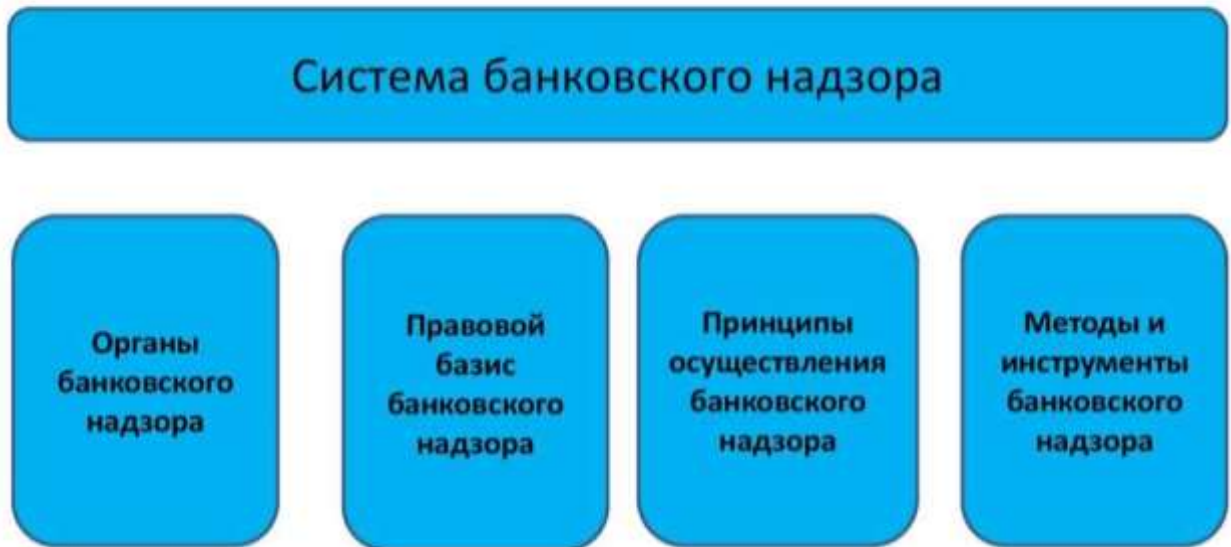 Система банковского надзора
Органы
банковского
надзора
Правовой
базис
банковского
надзора
Принципы
осуществления
банковского
надзора
Методы и
инструменты
банковского
надзора